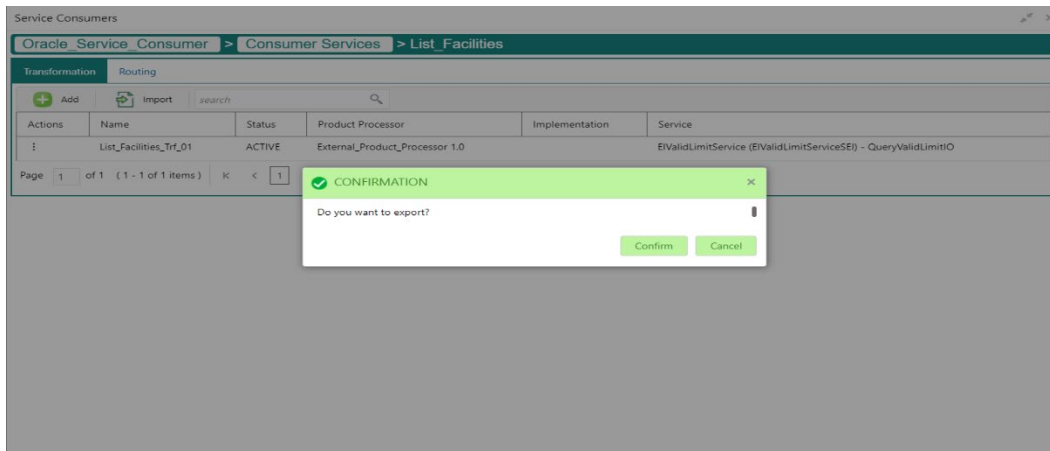 Service Consumers
Oracle_Service_Consumer > Consumer Services > List_Facilities
Transformation Routing
Add Import search
Actions Name Status Product Processor Implementation Service
List_Facilities_Trf_01 ACTIVE External_Product_Processor 1.0 EIValidLimitService (EIValidLimitServiceSEI) - QueryValidLimitIO
Page 1 of 1 (1 - 1 of 1 items) K < 1
CONFIRMATION ×
Do you want to export?
Confirm Cancel